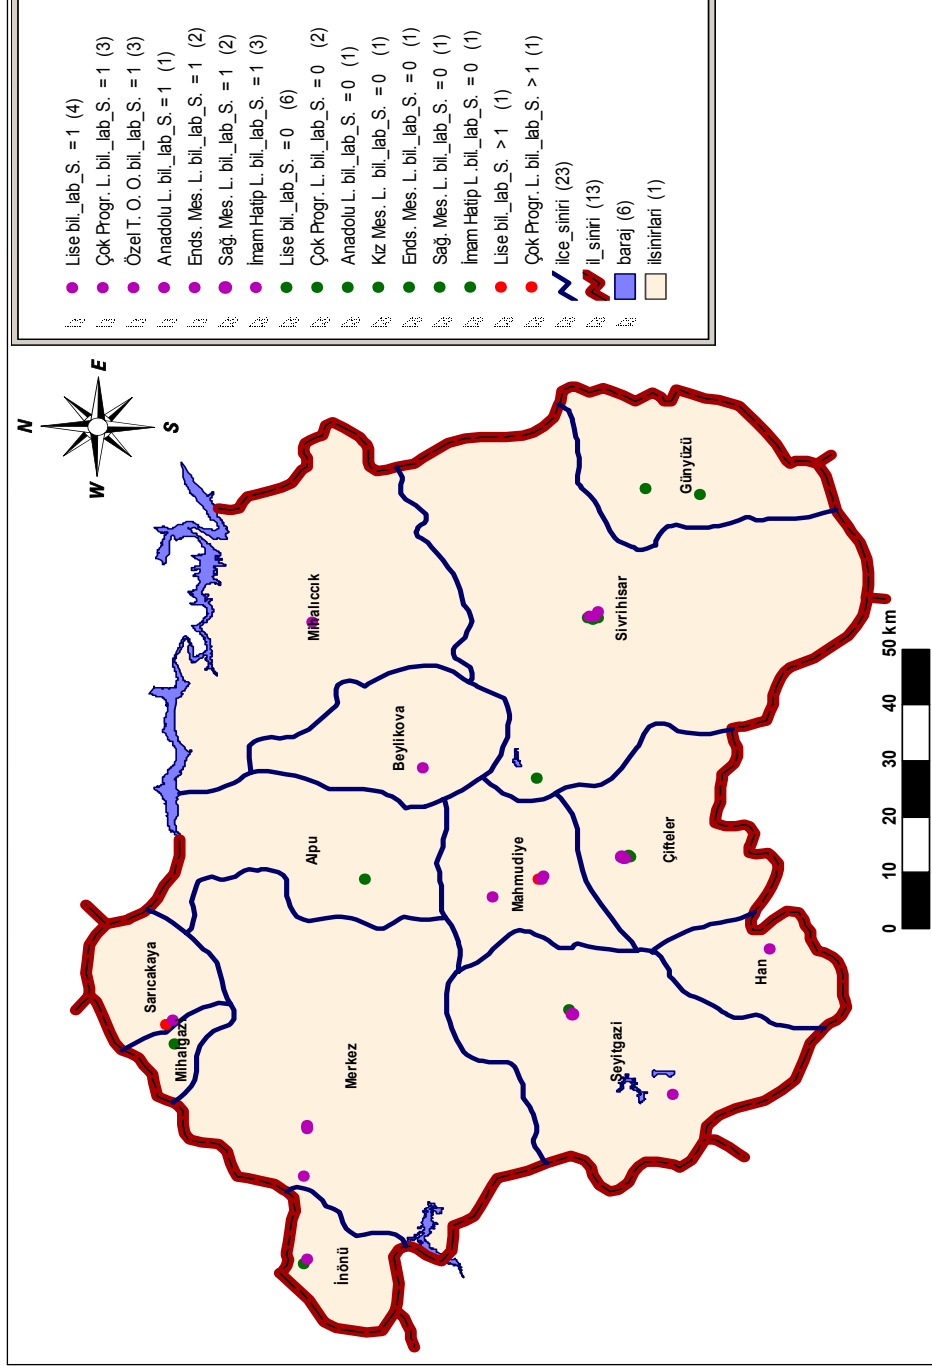 Lise bil._lab_S. = 1 (4)
Çok Progr. L. bil._lab_S. = 1 (3)
Özel T. O. O. bil._lab_S. = 1 (3)
Anadolu L. bil._lab_S. = 1 (1)
Ends. Mes. L. bil._lab_S. = 1 (2)
Sağ. Mes. L. bil._lab_S. = 1 (2)
İmam Hatip L. bil._lab_S. = 1 (3)
Lise bil._lab_S. = 0 (6)
Çok Progr. L. bil._lab_S. = 0 (2)
Anadolu L. bil._lab_S. = 0 (1)
Kız Mes. L. bil._lab_S. = 0 (1)
Ends. Mes. L. bil._lab_S. = 0 (1)
Sağ. Mes. L. bil._lab_S. = 0 (1)
İmam Hatip L .bil._lab_S. = 0 (1)
Lise bil._lab_S. > 1 (1)
Çok Progr. L. bil._lab_S. > 1 (1)
ilce_siniri (23)
il_siniri (13)
baraj (6)
ilsinirlari (1)
N
E
W
S
Mihalıccık
Günyüzü
Sivrihisar
Beylikova
Alpu
Mahmudiye
Çifteler
Sarıcakaya
Mihalgazi
Han
Merkez
Seyitgazi
İnönü
0 10 20 30 40 50 km